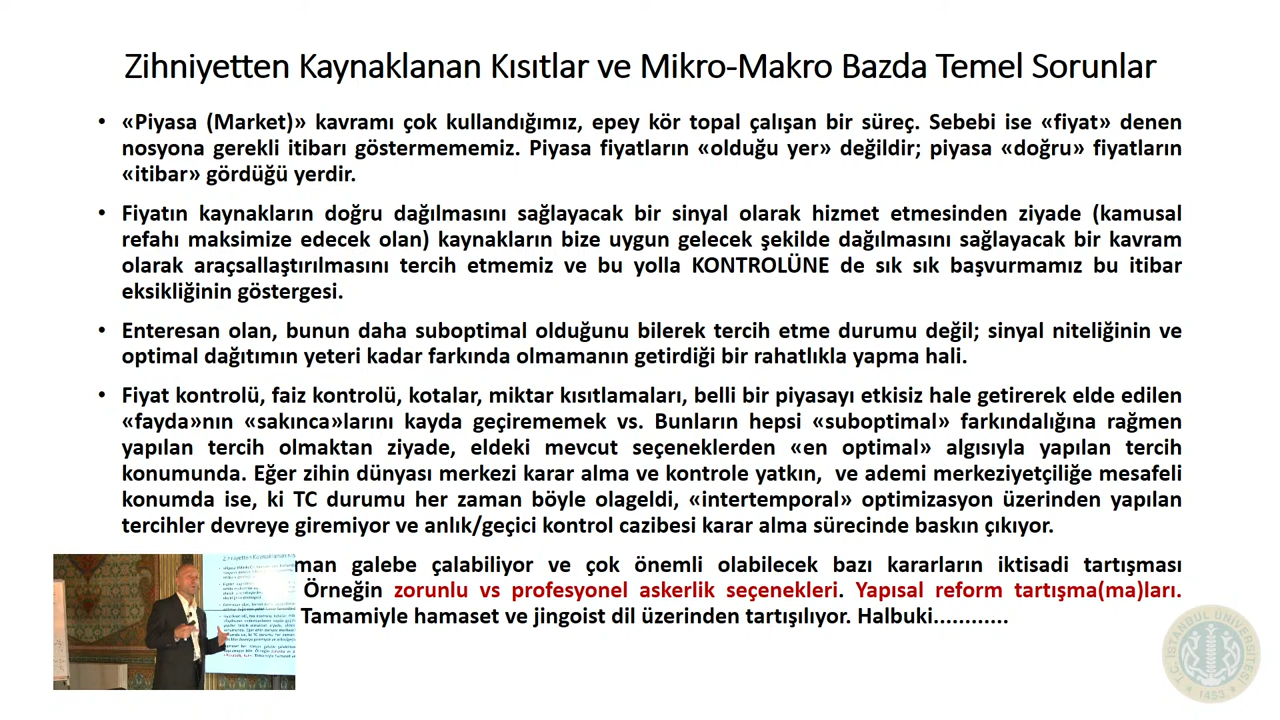 Zihniyetten Kaynaklanan Kısıtlar ve Mikro-Makro Bazda Temel Sorunlar
• «Piyasa (Market)» kavramı çok kullandığımız, epey kör topal çalışan bir süreç. Sebebi ise «fiyat» denen
nosyona gerekli itibarı göstermememiz. Piyasa fiyatların «olduğu yer» değildir; piyasa «doğru» fiyatların
«itibar» gördüğü yerdir.
• Fiyatın kaynakların doğru dağılmasını sağlayacak bir sinyal olarak hizmet etmesinden ziyade (kamusal
refahı maksimize edecek olan) kaynakların bize uygun gelecek şekilde dağılmasını sağlayacak bir kavram
olarak araçsallaştırılmasını tercih etmemiz ve bu yolla KONTROLÜNE de sık sık başvurmamız bu itibar
eksikliğinin göstergesi.
• Enteresan olan, bunun daha suboptimal olduğunu bilerek tercih etme durumu değil; sinyal niteliğinin ve
optimal dağıtımın yeteri kadar farkında olmamanın getirdiği bir rahatlıkla yapma hali.
• Fiyat kontrolü, faiz kontrolü, kotalar, miktar kısıtlamaları, belli bir piyasayı etkisiz hale getirerek elde edilen
«fayda»nın «sakınca»larını kayda geçirememek vs. Bunların hepsi «suboptimal» farkındalığına rağmen
yapılan tercih olmaktan ziyade, eldeki mevcut seçeneklerden «en optimal» algısıyla yapılan tercih
konumunda. Eğer zihin dünyası merkezi karar alma ve kontrole yatkın, ve ademi merkeziyetçiliğe mesafeli
konumda ise, ki TC durumu her zaman böyle olageldi, «intertemporal» optimizasyon üzerinden yapılan
tercihler devreye giremiyor ve anlık/geçici kontrol cazibesi karar alma sürecinde baskın çıkıyor.
man galebe çalabiliyor ve çok önemli olabilecek bazı kararların iktisadi tartışması
Örneğin zorunlu vs profesyonel askerlik seçenekleri. Yapısal reform tartışma(ma)ları.
Tamamiyle hamaset ve jingoist dil üzerinden tartışılıyor. Halbuki............
Zihniyetten Kaynaklanan Kıs
T.C. İSTANBUL ÜNİVERSİTESİ
1453